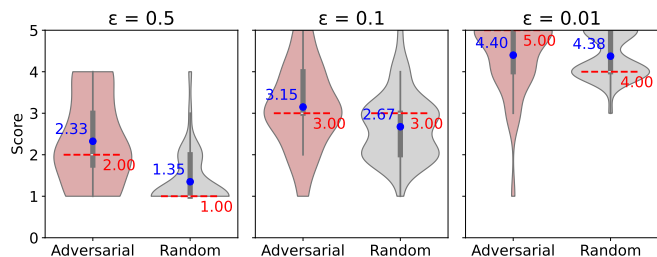 ε = 0.5
ε = 0.1
ε = 0.01
Score
5
4
3
2
1
0
2.33
2.00
1.35
1.00
3.15
3.00
2.67
3.00
4.40
5.00
4.38
4.00
Adversarial
Random
Adversarial
Random
Adversarial
Random